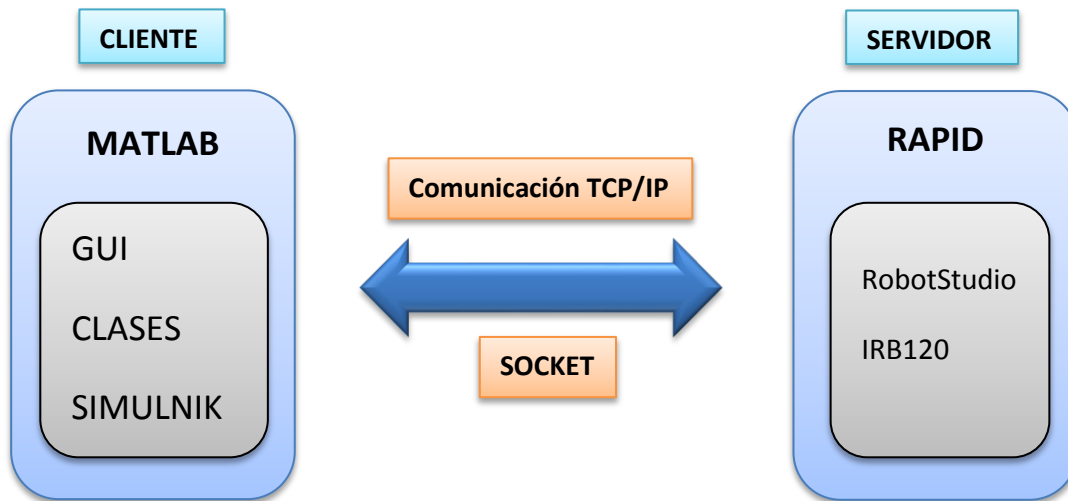 CLIENTE
SERVIDOR
MATLAB
GUI
CLASES
SIMULNIK
Comunicación TCP/IP
SOCKET
RAPID
RobotStudio
IRB120